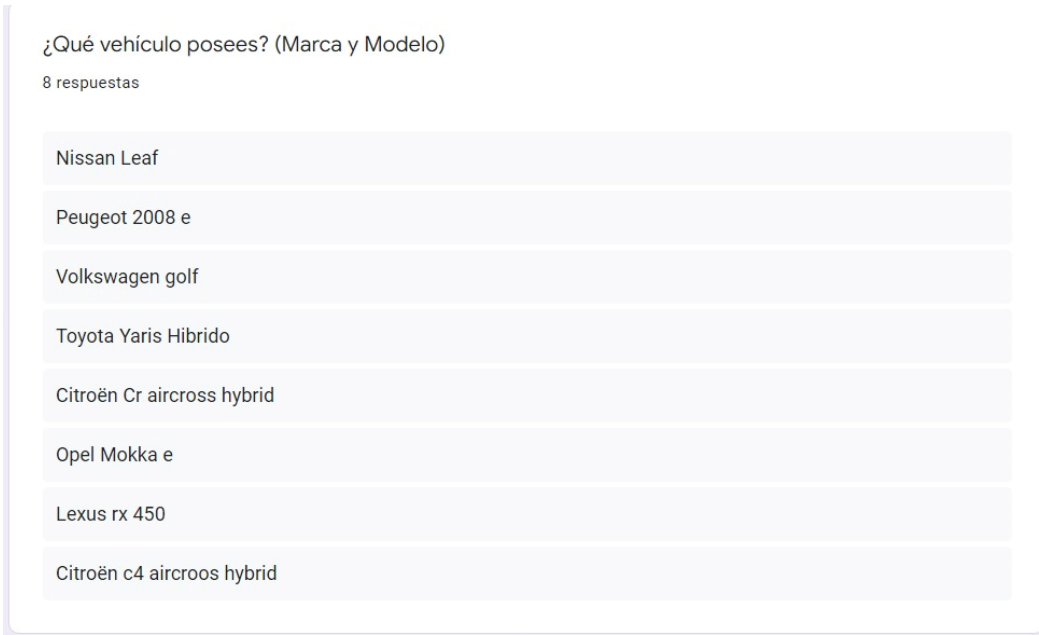 ¿Qué vehículo posees? (Marca y Modelo)
8 respuestas
Nissan Leaf
Peugeot 2008 e
Volkswagen golf
Toyota Yaris Hibrido
Citroën Cr aircross hybrid
Opel Mokka e
Lexus rx 450
Citroën c4 aircroos hybrid